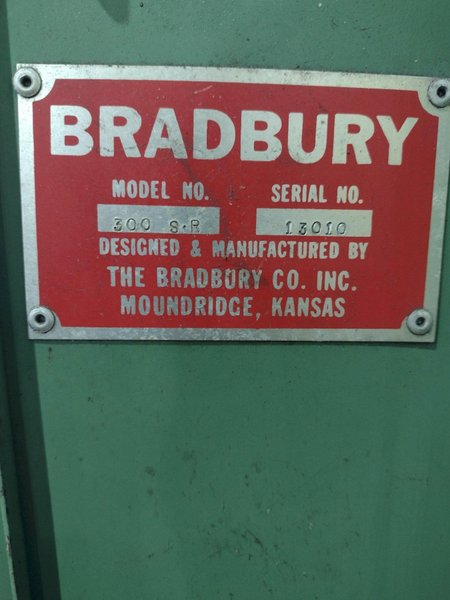 BRADBURY
MODEL NO. SERIAL NO.
300 S·R 13010
DESIGNED & MANUFACTURED BY
THE BRADBURY CO. INC.
MOUNDRIDGE, KANSAS